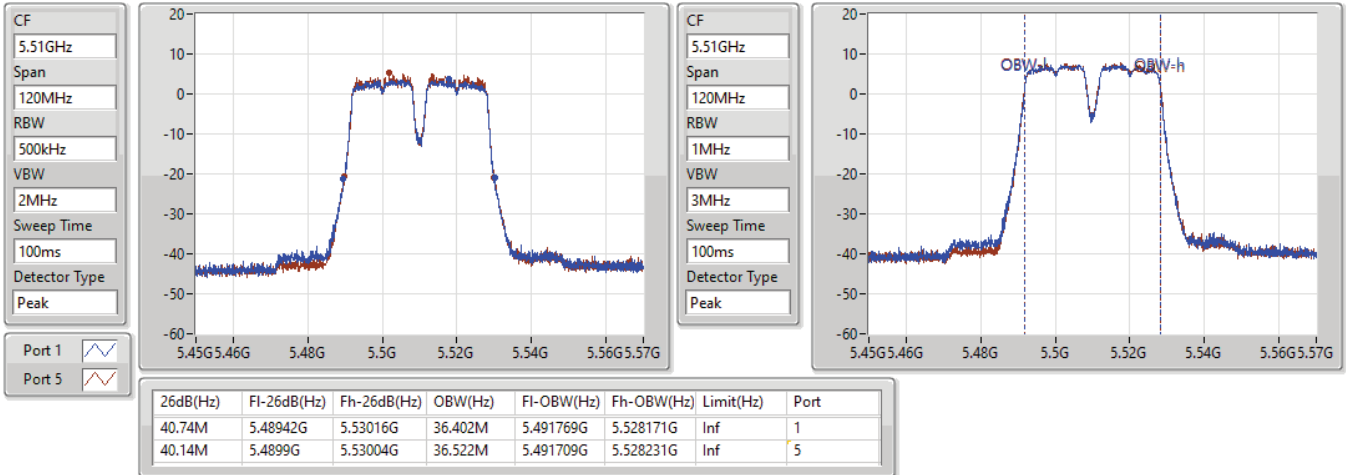 CF
5.51GHz
Span
120MHz
RBW
500kHz
VBW
2MHz
Sweep Time
100ms
Detector Type
Peak
Port 1
Port 5
20-
10-
0-
-10-
-20-
-30-
-40-
-50-
-60-
5.45G 5.46G 5.48G 5.5G 5.52G 5.54G 5.56G 5.57G
CF
5.51GHz
Span
120MHz
RBW
1MHz
VBW
3MHz
Sweep Time
100ms
Detector Type
Peak
20-
10-
0-
-10-
-20-
-30-
-40-
-50-
-60-
OBW-l OBW-h
5.45G 5.46G 5.48G 5.5G 5.52G 5.54G 5.56G 5.57G
26dB(Hz) Fl-26dB(Hz) Fh-26dB(Hz) OBW(Hz) Fl-OBW(Hz) Fh-OBW(Hz) Limit(Hz) Port
40.74M 5.48942G 5.53016G 36.402M 5.491769G 5.528171G Inf 1
40.14M 5.4899G 5.53004G 36.522M 5.491709G 5.528231G Inf 5